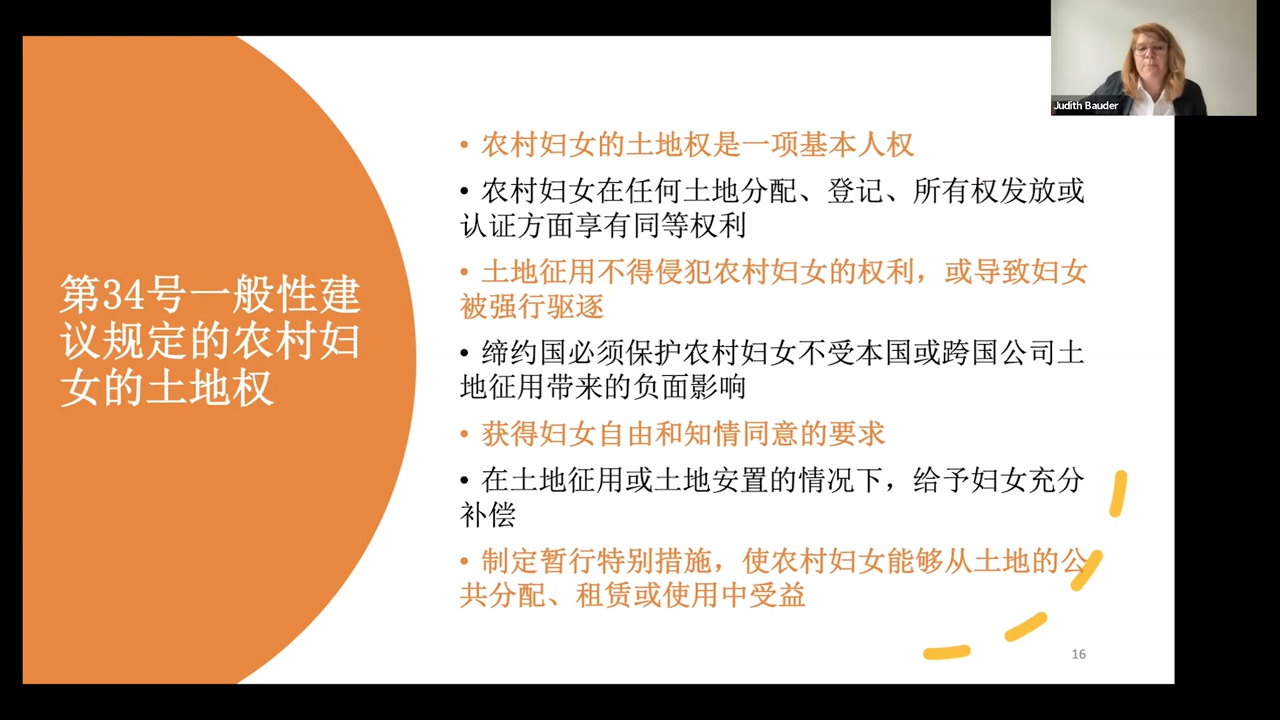 Judith Bauder
第34号一般性建
议规定的农村妇
女的土地权
• 农村妇女的土地权是一项基本人权
• 农村妇女在任何土地分配、登记、所有权发放或
认证方面享有同等权利
• 土地征用不得侵犯农村妇女的权利，或导致妇女
被强行驱逐
• 缔约国必须保护农村妇女不受本国或跨国公司土
地征用带来的负面影响
• 获得妇女自由和知情同意的要求
• 在土地征用或土地安置的情况下，给予妇女充分
补偿
• 制定暂行特别措施，使农村妇女能够从土地的公
共分配、租赁或使用中受益
16